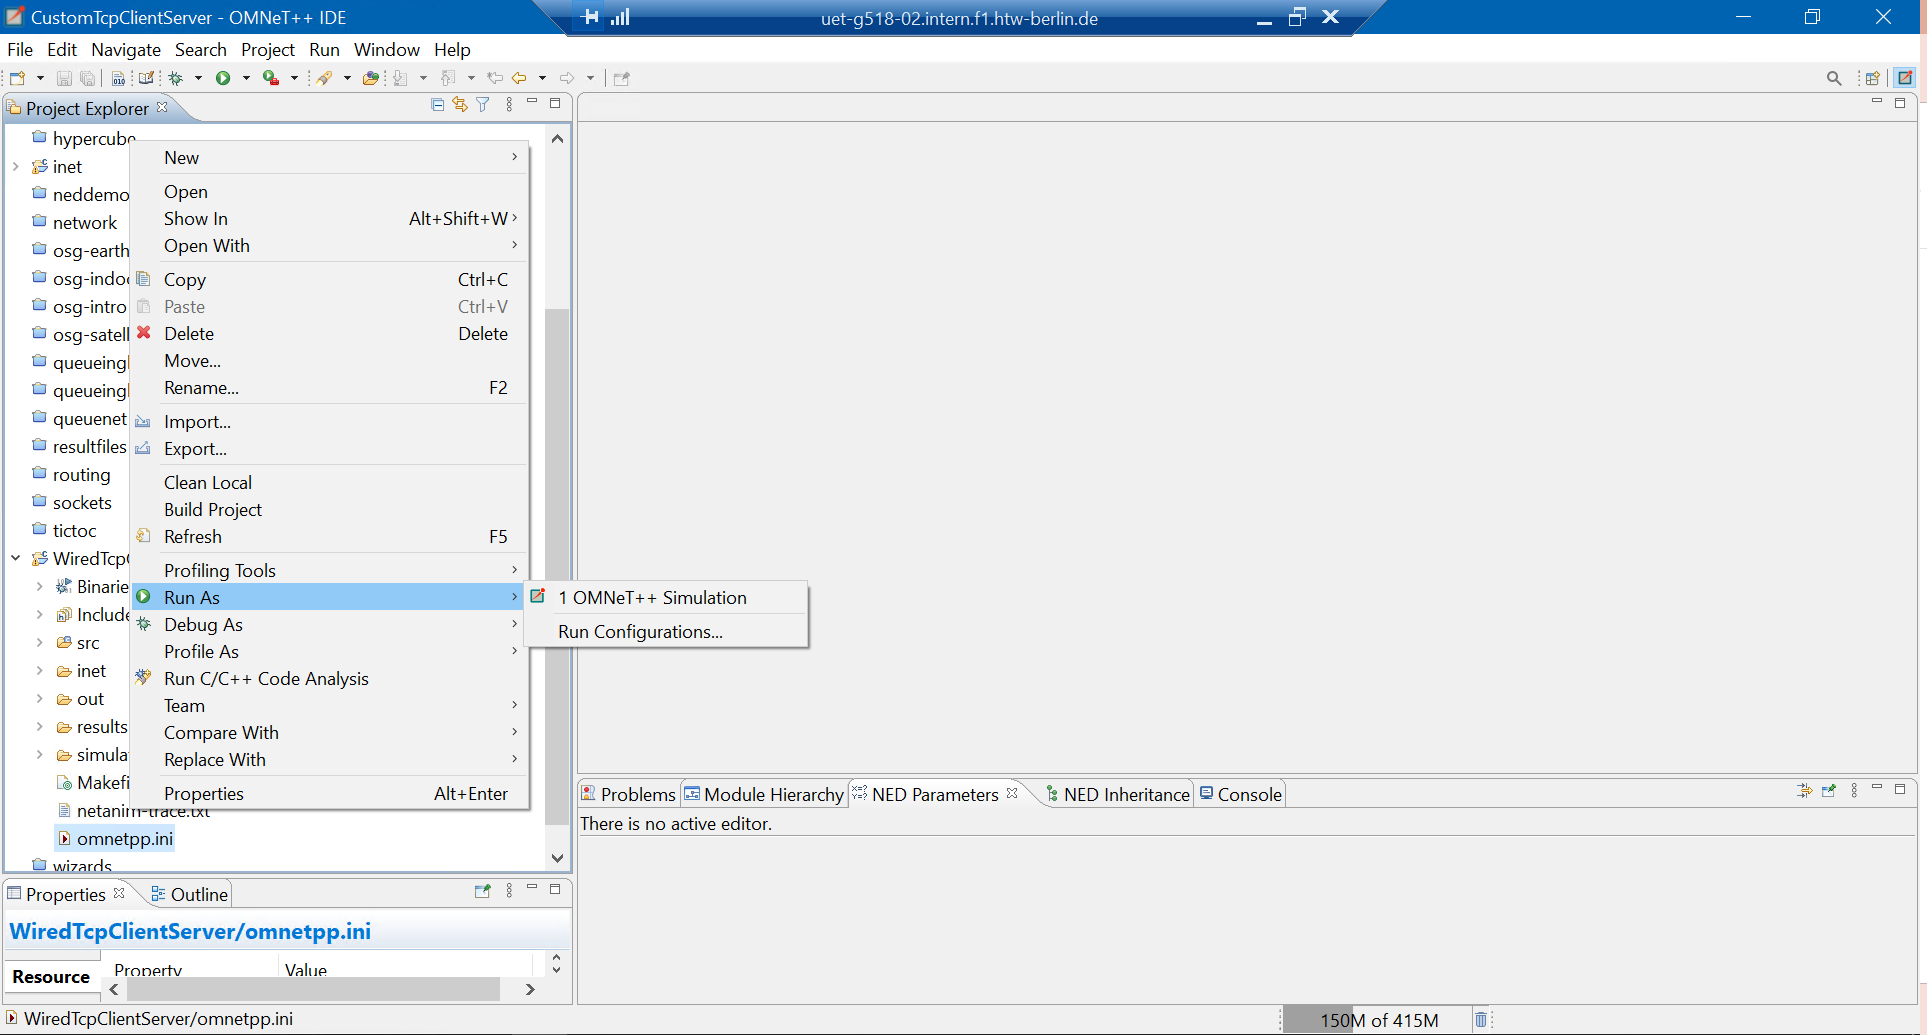 CustomTcpClientServer - OMNeT++ IDE
uet-g518-02.intern.f1.htw-berlin.de
File Edit Navigate Search Project Run Window Help
Project Explorer
hypercube
inet
neddemo
network
osg-earth
osg-indoo
osg-intro
osg-satell
queueingl
queueingl
queuenet
resultfiles
routing
sockets
tictoc
WiredTcp
Binarie
Include
src
inet
out
results
simula
Makefi
netanim-trace.txt
omnetpp.ini
wizards
New
Open
Show In Alt+Shift+W
Open With
Copy Ctrl+C
Paste Ctrl+V
Delete Delete
Move...
Rename... F2
Import...
Export...
Clean Local
Build Project
Refresh F5
Profiling Tools
Run As
Debug As
Profile As
Run C/C++ Code Analysis
Team
Compare With
Replace With
Properties Alt+Enter
1 OMNeT++ Simulation
Run Configurations...
Problems Module Hierarchy NED Parameters NED Inheritance Console
There is no active editor.
Properties Outline
WiredTcpClientServer/omnetpp.ini
Resource
Property Value
WiredTcpClientServer/omnetpp.ini
150M of 415M